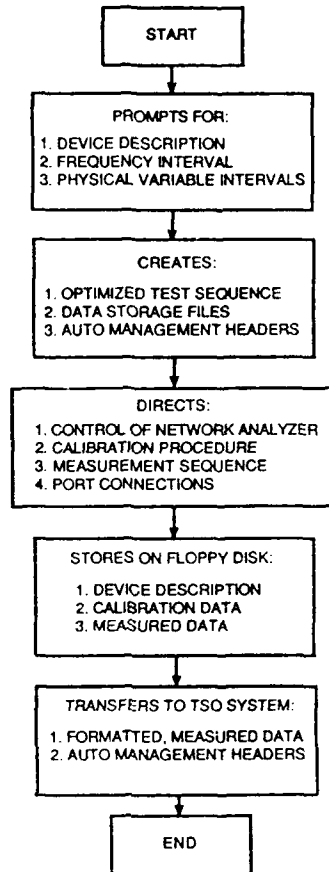 START
PROMPTS FOR:
1. DEVICE DESCRIPTION
2. FREQUENCY INTERVAL
3. PHYSICAL VARIABLE INTERVALS
CREATES:
1. OPTIMIZED TEST SEQUENCE
2. DATA STORAGE FILES
3. AUTO MANAGEMENT HEADERS
DIRECTS:
1. CONTROL OF NETWORK ANALYZER
2. CALIBRATION PROCEDURE
3. MEASUREMENT SEQUENCE
4. PORT CONNECTIONS
STORES ON FLOPPY DISK:
1. DEVICE DESCRIPTION
2. CALIBRATION DATA
3. MEASURED DATA
TRANSFERS TO TSO SYSTEM:
1. FORMATTED, MEASURED DATA
2. AUTO MANAGEMENT HEADERS
END